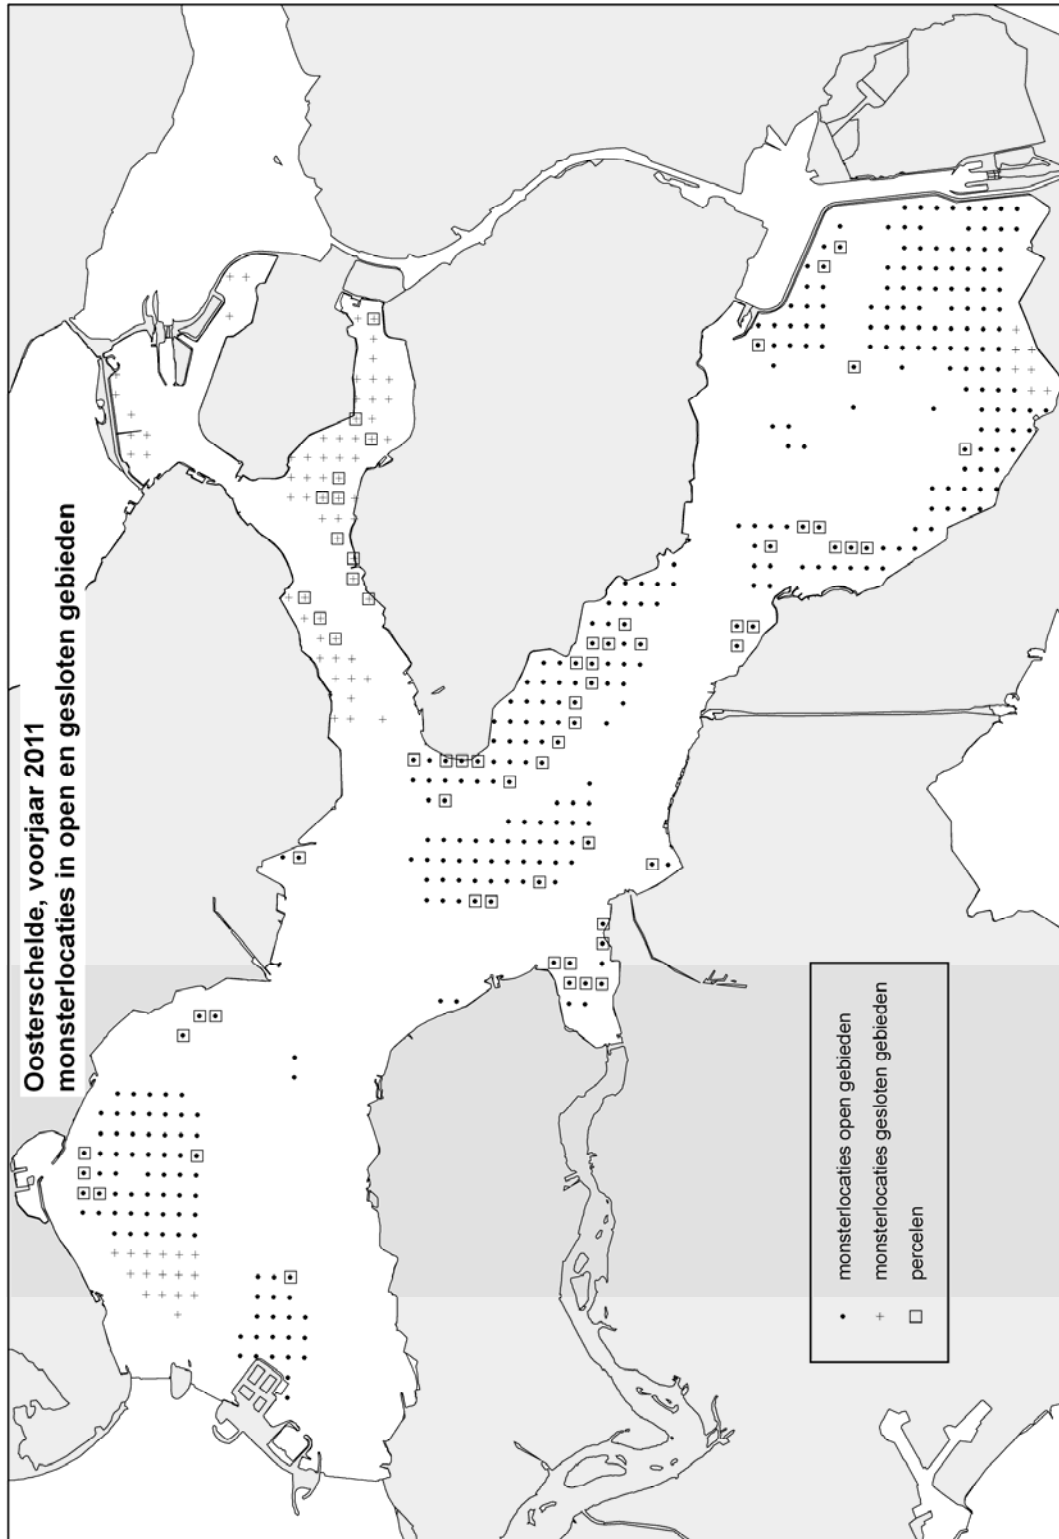 Oosterschelde, voorjaar 2011
monsterlocaties in open en gesloten gebieden
monsterlocaties open gebieden
monsterlocaties gesloten gebieden
percelen